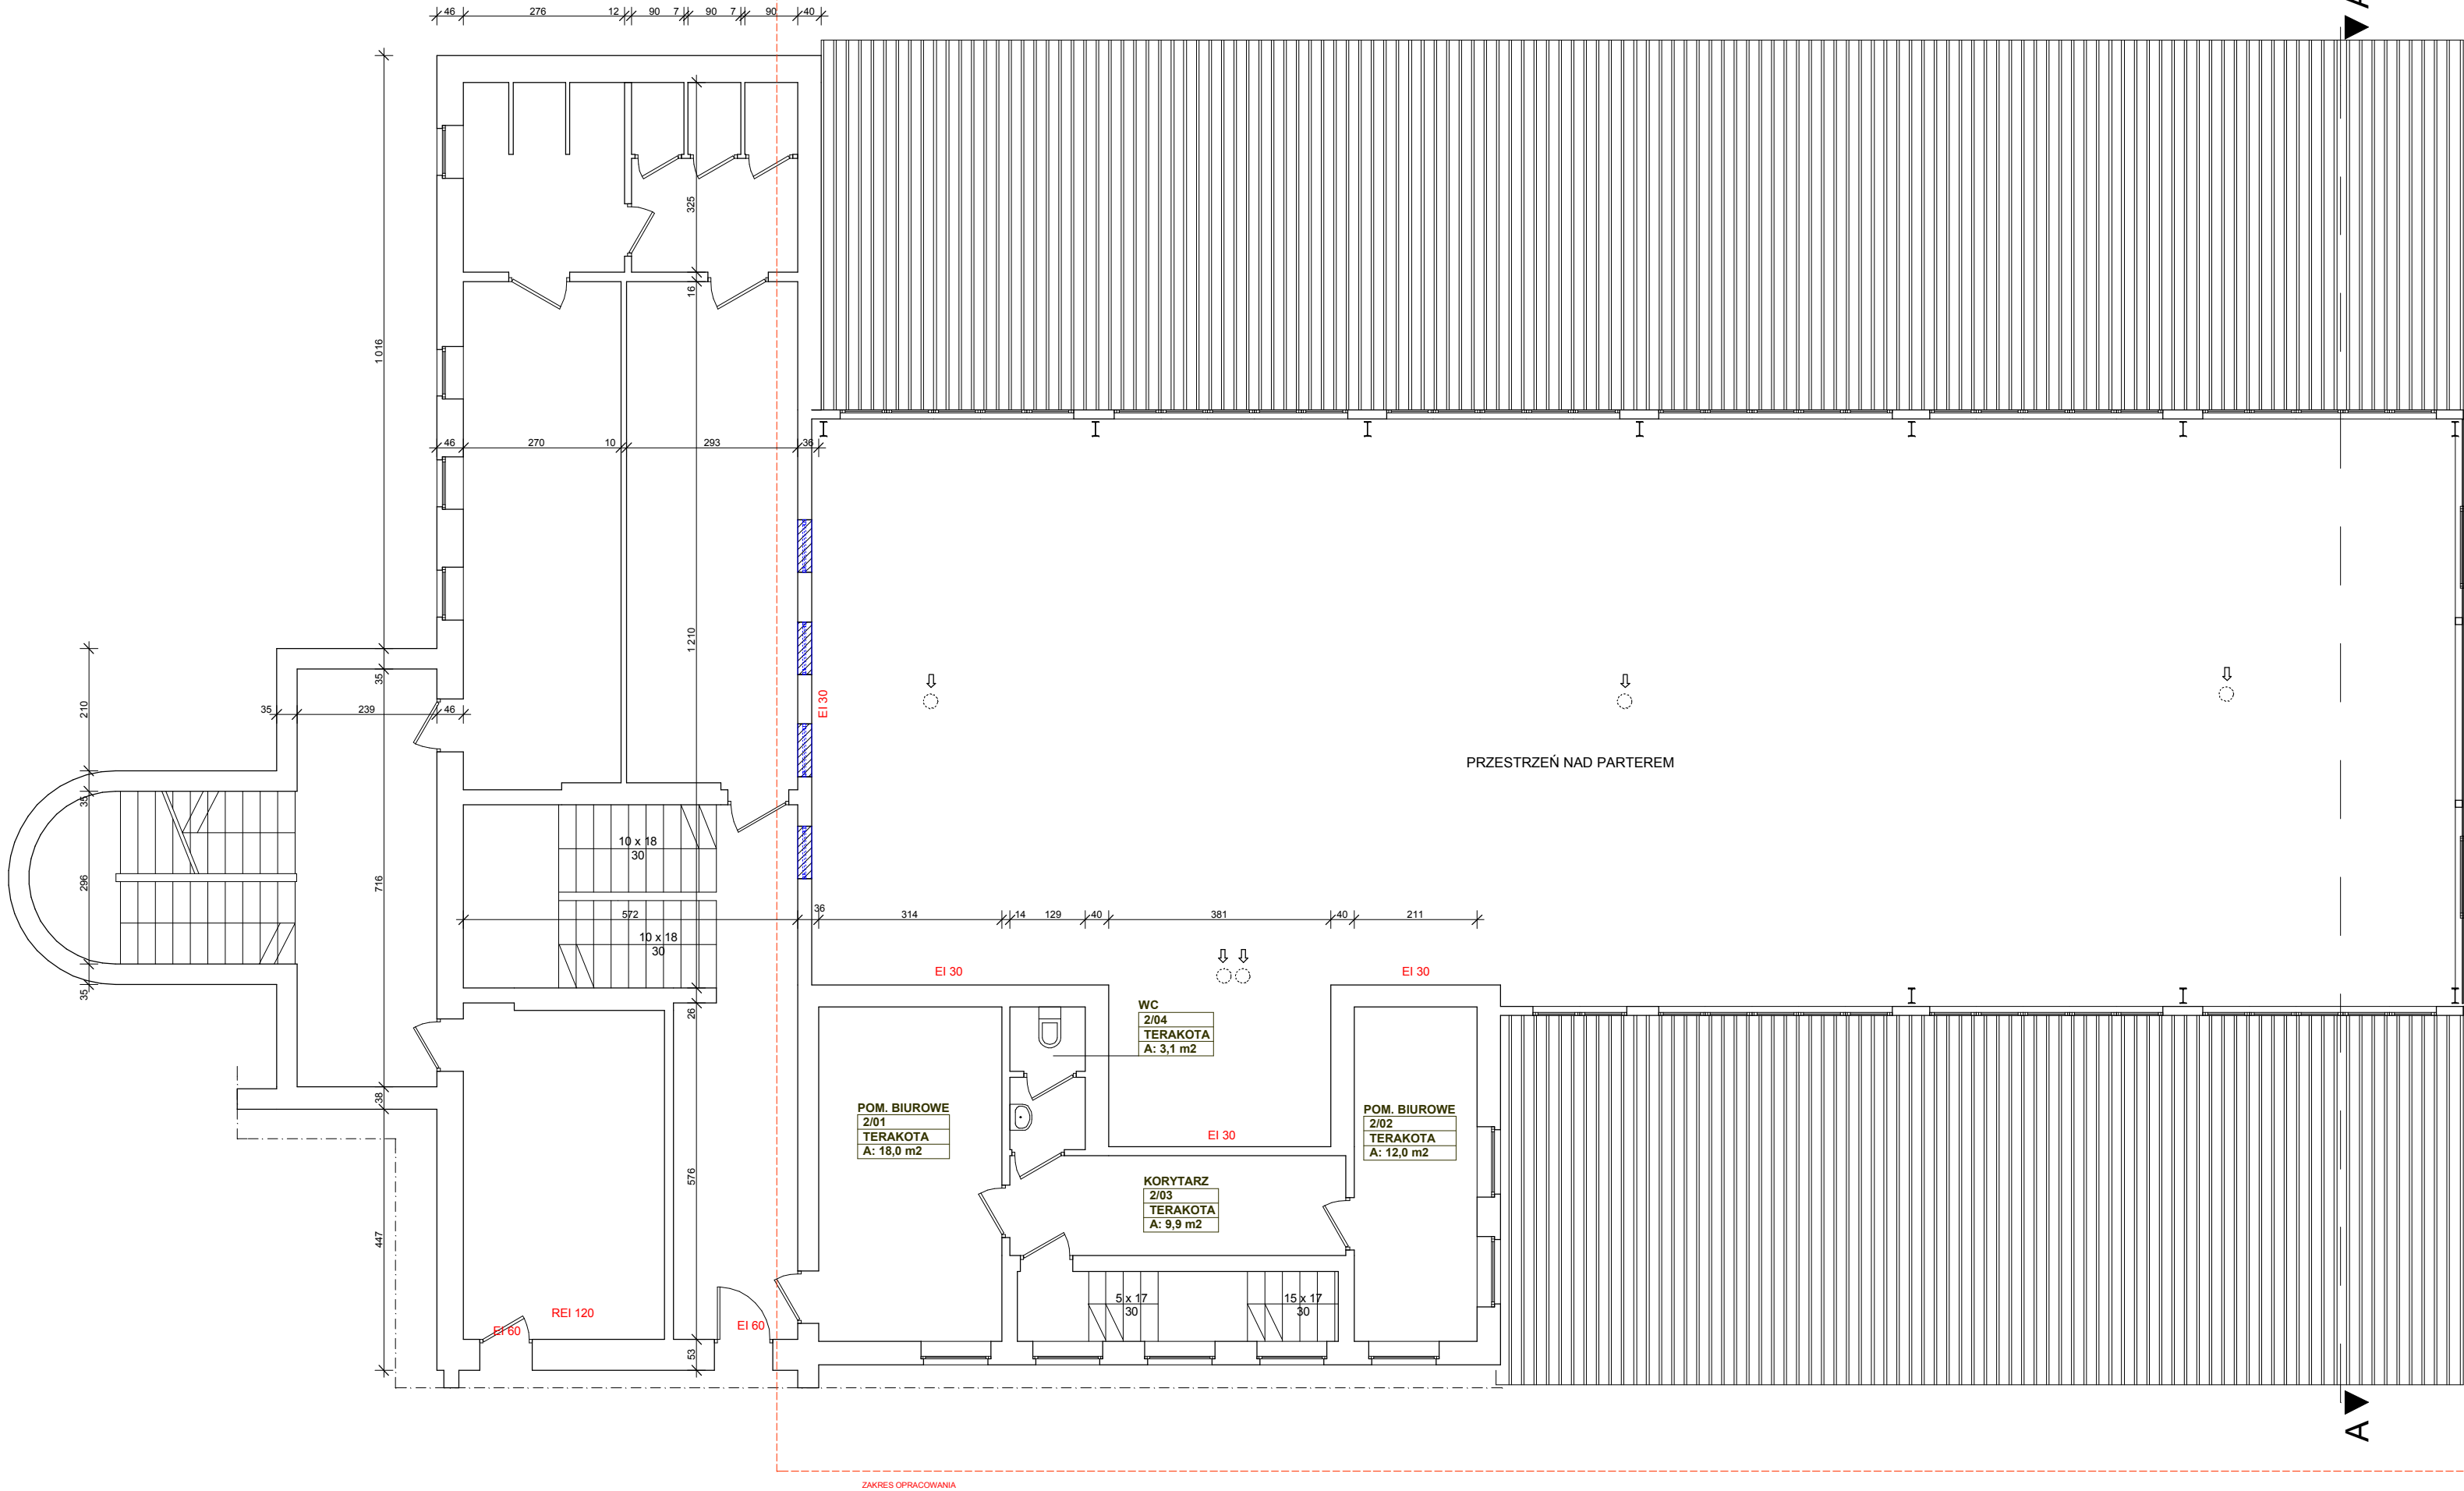 46 276 12 90 7 90 7 90 40
A
325
16
1 016
46 270 10 293 36
1 210
EI 30
35
210
35 239 46
PRZESTRZEŃ NAD PARTEREM
35
10 x 18
30
296
716
36
572 314 14 129 40 381 40 211
10 x 18
30
EI 30
EI 30
35
WC
2/04
TERAKOTA
A: 3,1 m2
26
38
POM. BIUROWE
2/01
TERAKOTA
A: 18,0 m2
POM. BIUROWE
2/02
TERAKOTA
A: 12,0 m2
EI 30
576
KORYTARZ
2/03
TERAKOTA
A: 9,9 m2
447
5 x 17
30
15 x 17
30
REI 120
EI 60
EI 60
53
A
ZAKRES OPRACOWANIA